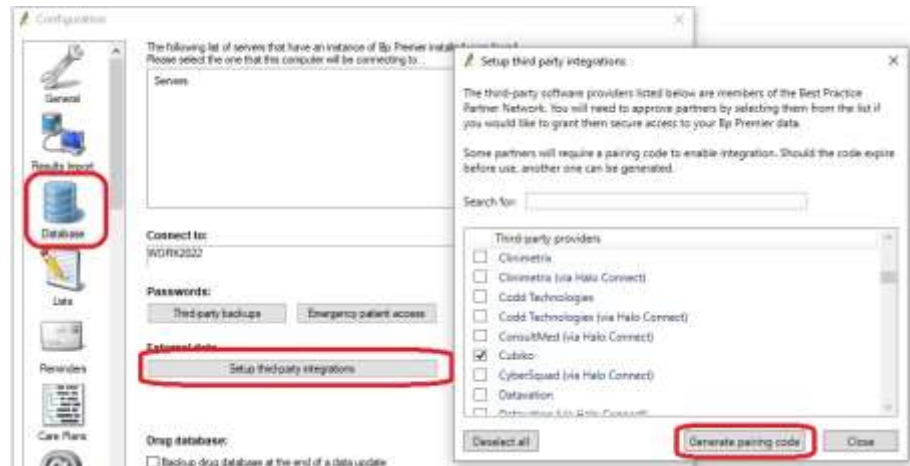 Configuration
The following list of servers that have an instance of Bp Premier
Please select the one that this computer will be connecting to...
Servers
General
Results Import
Database
Lists
Reminders
Care Plans
Connect to:
WORK2022
Passwords:
Third-party backups
Emergency patient access
External data
Setup third-party integrations
Drug database:
Backup drug database at the end of a data update
Setup third party integrations
The third-party software providers listed below are members of the Best Practice
Partner Network. You will need to approve partners by selecting them from the list if
you would like to grant them secure access to your Bp Premier data.
Some partners will require a pairing code to enable integration. Should the code expire
before use, another one can be generated.
Search for:
Third-party providers
Clinimetrix
Clinimetrix (via Halo Connect)
Codd Technologies
Codd Technologies (via Halo Connect)
ConsultMed (via Halo Connect)
Cubiko
CyberSquad (via Halo Connect)
Datavation
Datavation (via Halo Connect)
Deselect all
Generate pairing code
Close